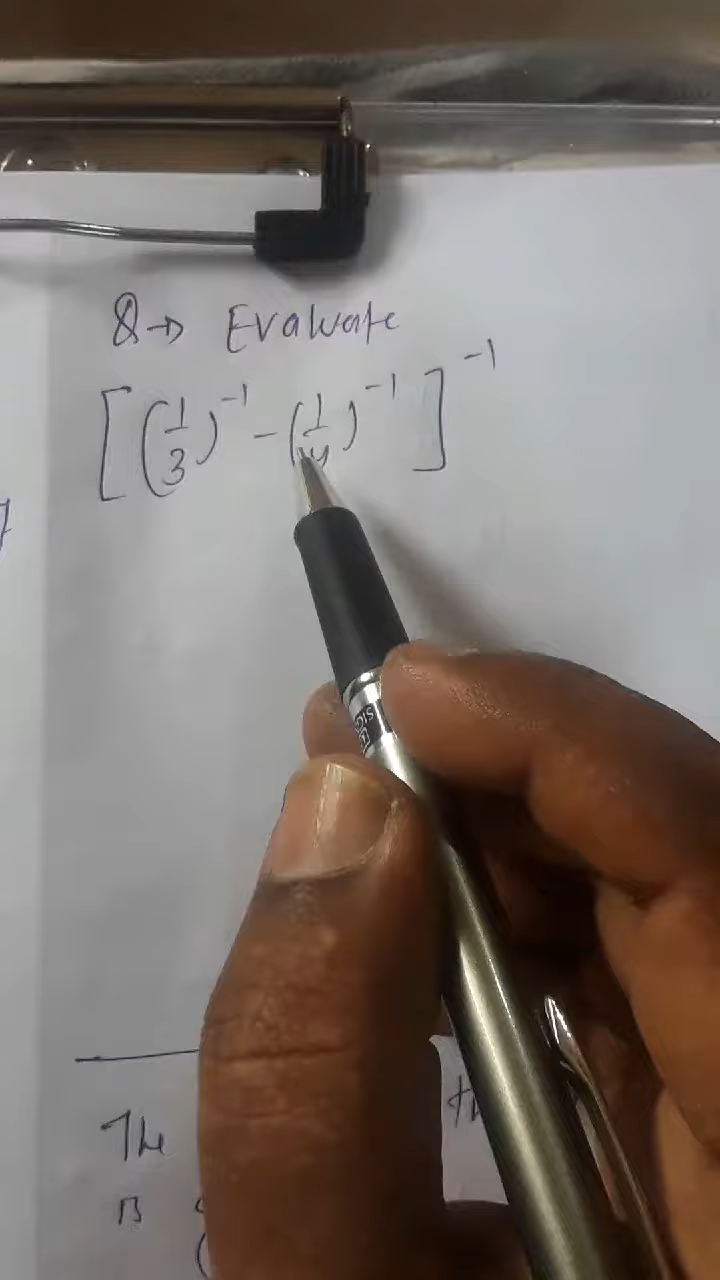 Q→ Evaluate
[(1/3)^-1 - (1/4)^-1]^-1
The